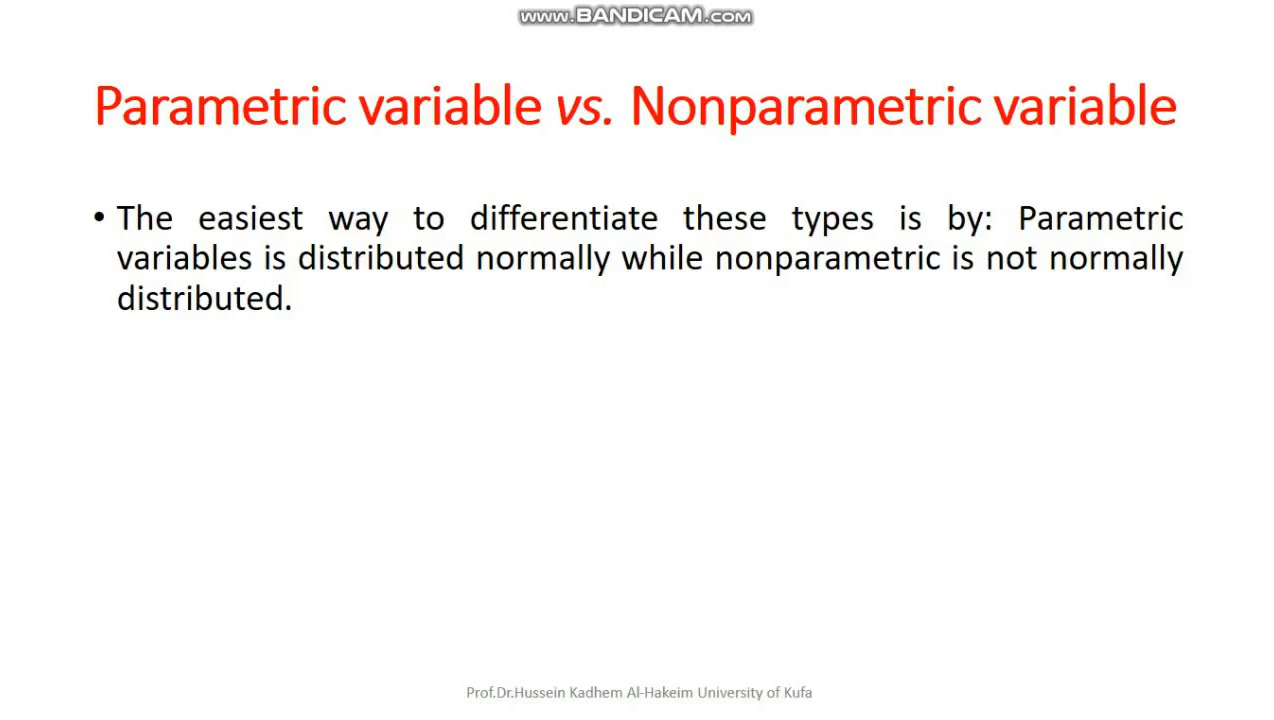 www.BANDICAM.com
Parametric variable vs. Nonparametric variable
• The easiest way to differentiate these types is by: Parametric
variables is distributed normally while nonparametric is not normally
distributed.
Prof.Dr.Hussein Kadhem Al-Hakeim University of Kufa